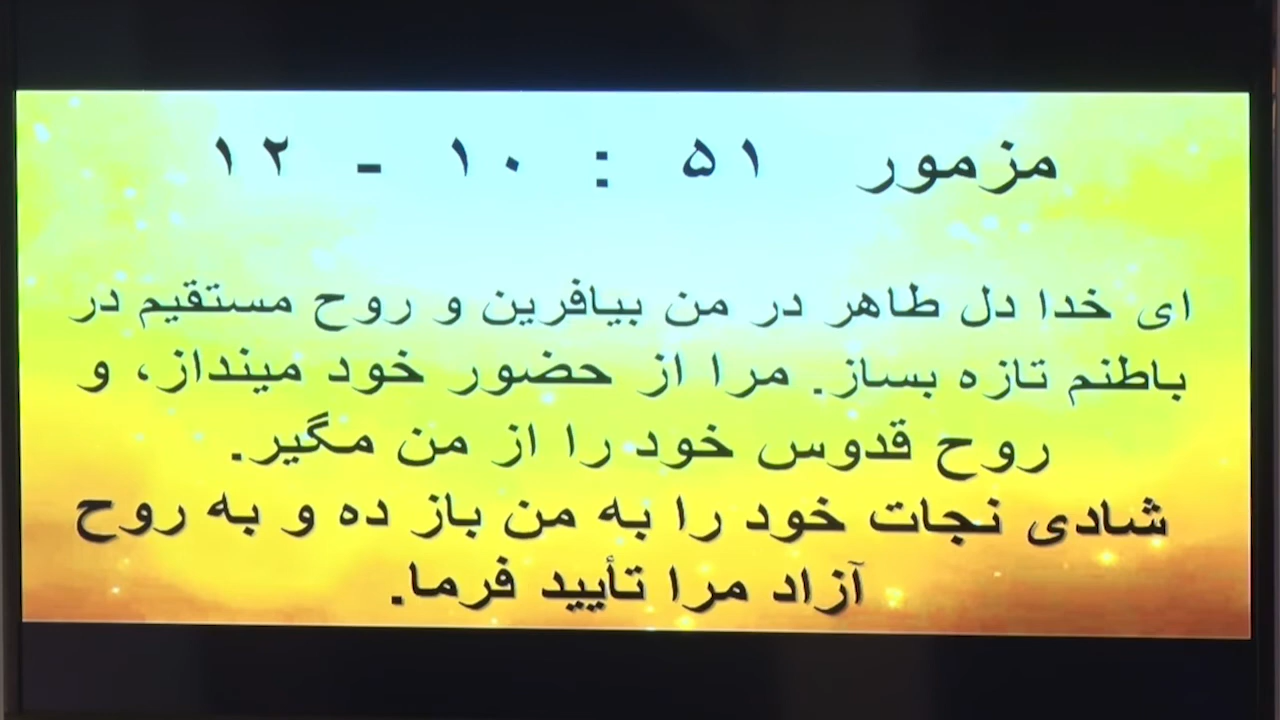 مزمور ۵۱ : ۱۰ - ۱۲
ای خدا دل طاهر در من بیافرین و روح مستقیم در
باطنم تازه بساز. مرا از حضور خود مینداز، و
روح قدوس خود را از من مگیر.
شادی نجات خود را به من باز ده و به روح
آزاد مرا تأیید فرما.